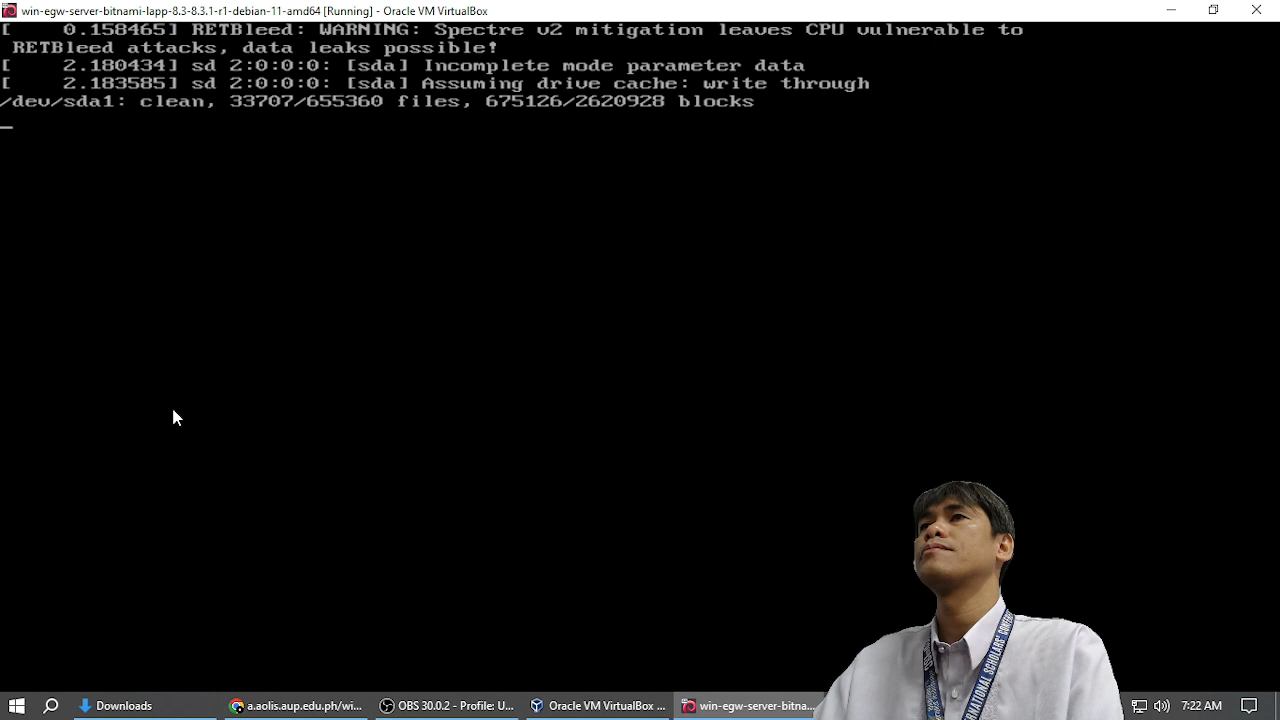 win-egw-server-bitnami-lapp-8.3-8.3.1-r1-debian-11-amd64 [Running] - Oracle VM VirtualBox
[    0.158465] RETBleed: WARNING: Spectre v2 mitigation leaves CPU vulnerable to
RETBleed attacks, data leaks possible!
[    2.180434] sd 2:0:0:0: [sda] Incomplete mode parameter data
[    2.183585] sd 2:0:0:0: [sda] Assuming drive cache: write through
/dev/sda1: clean, 33707/655360 files, 675126/2620928 blocks
_
RNATIONAL SCHOLARS' CONFE
Downloads
a.aolis.aup.edu.ph/wi...
OBS 30.0.2 - Profile: U...
Oracle VM VirtualBox ...
win-egw-server-bitna...
7:22 AM